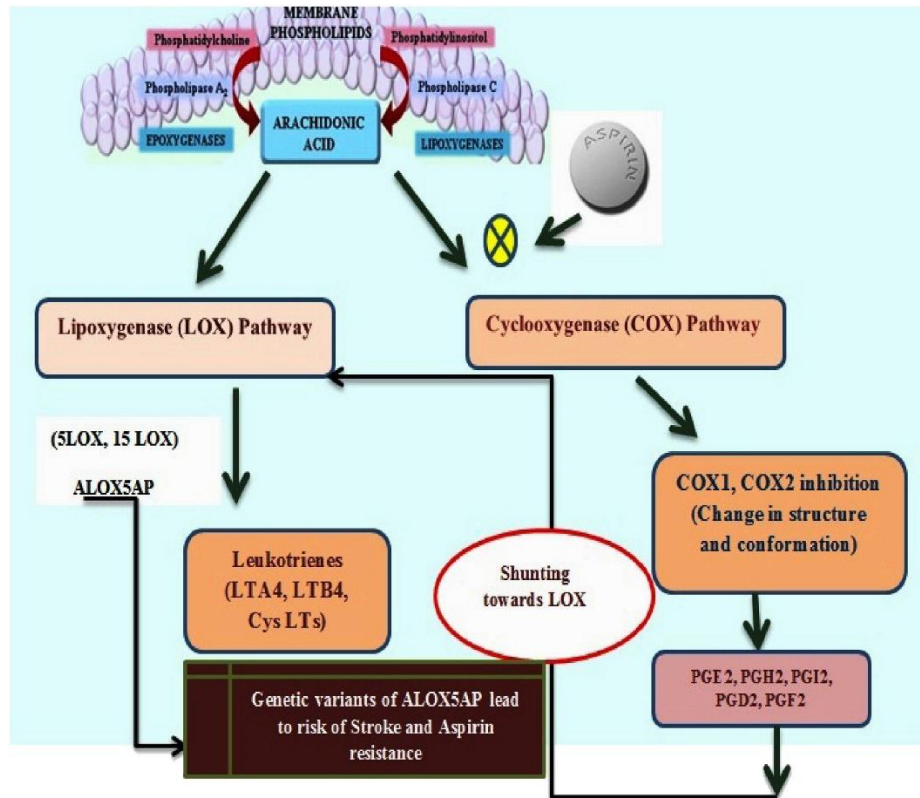 MEMBRANE
PHOSPHOLIPIDS
Phosphatidylcholine
Phosphatidylinositol
Phospholipase A2
Phospholipase C
EPOXYGENASES
ARACHIDONIC
ACID
LIPOXYGENASES
ASPIRIN
Lipoxygenase (LOX) Pathway
Cyclooxygenase (COX) Pathway
(5LOX, 15 LOX)
ALOX5AP
COX1, COX2 inhibition
(Change in structure
and conformation)
Leukotrienes
(LTA4, LTB4,
Cys LTs)
Shunting
towards LOX
PGE2, PGH2, PGI2,
PGD2, PGF2
Genetic variants of ALOX5AP lead
to risk of Stroke and Aspirin
resistance